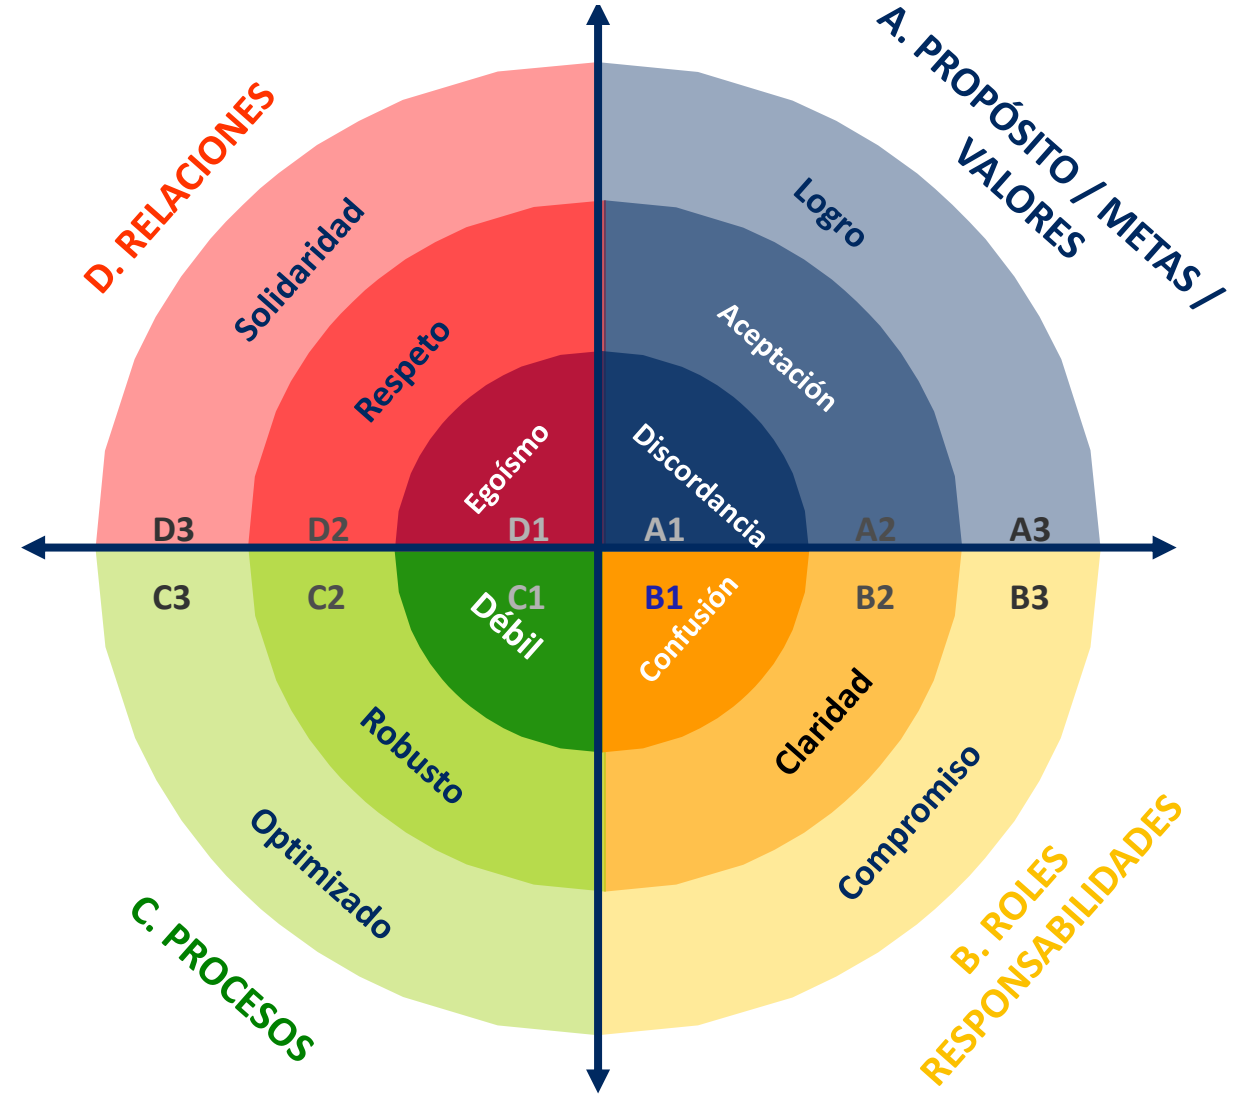 A. PROPÓSITO / METAS /
VALORES
D. RELACIONES
Logro
Solidaridad
Aceptación
Respeto
Discordancia
Egoísmo
D3
D2
D1
A1
A2
A3
C3
C2
C1
B1
B2
B3
Débil
Confusión
Robusto
Claridad
Optimizado
Compromiso
C. PROCESOS
B. ROLES
RESPONSABILIDADES